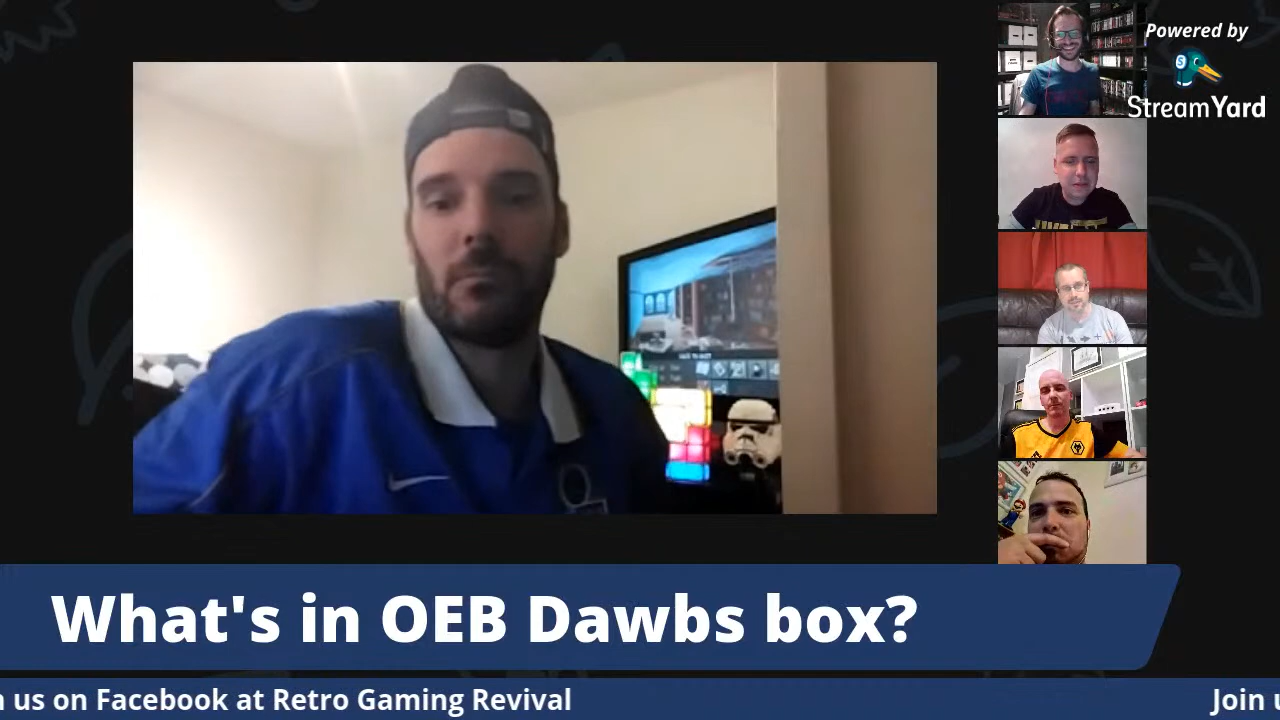 Powered by
StreamYard
What's in OEB Dawbs box?
us on Facebook at Retro Gaming Revival
Join